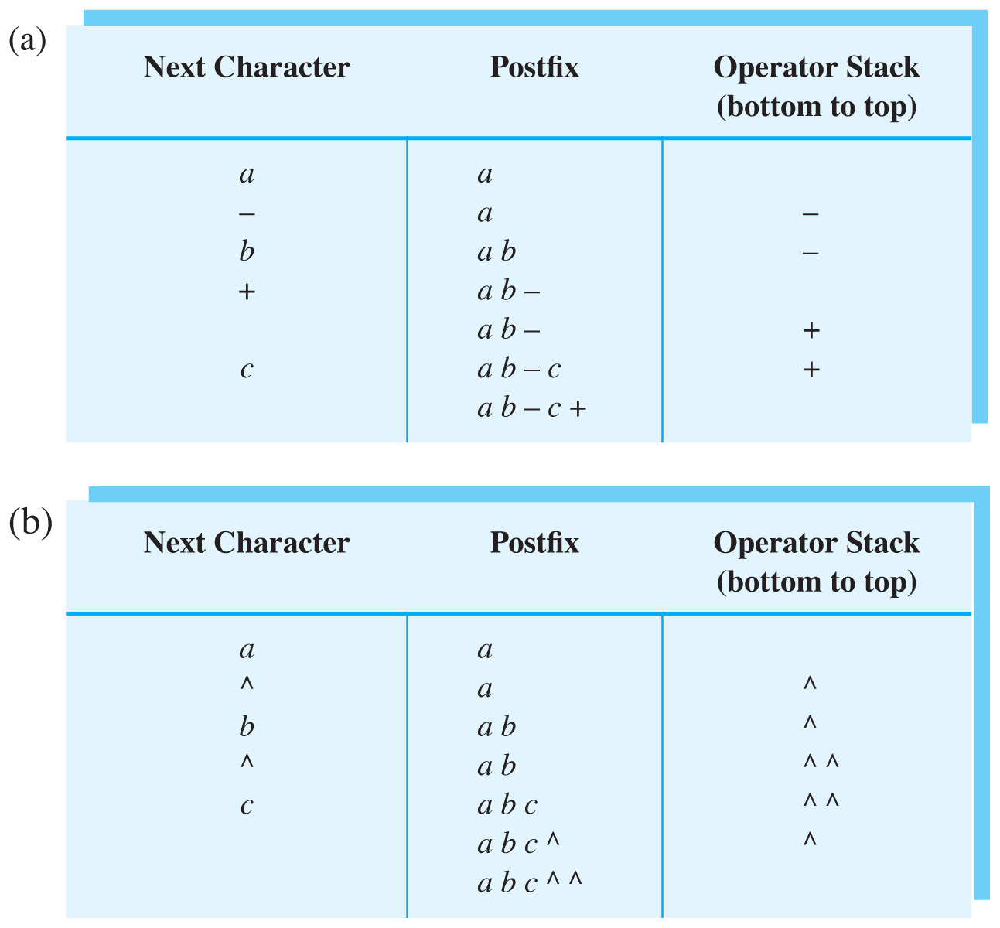 (a)
Next Character Postfix Operator Stack
(bottom to top)
a a
– a –
b a b –
+ a b –
a b – +
c a b – c +
a b – c +
(b)
Next Character Postfix Operator Stack
(bottom to top)
a a
^ a ^
b a b ^
^ a b ^ ^
c a b c ^ ^
a b c ^ ^
a b c ^ ^